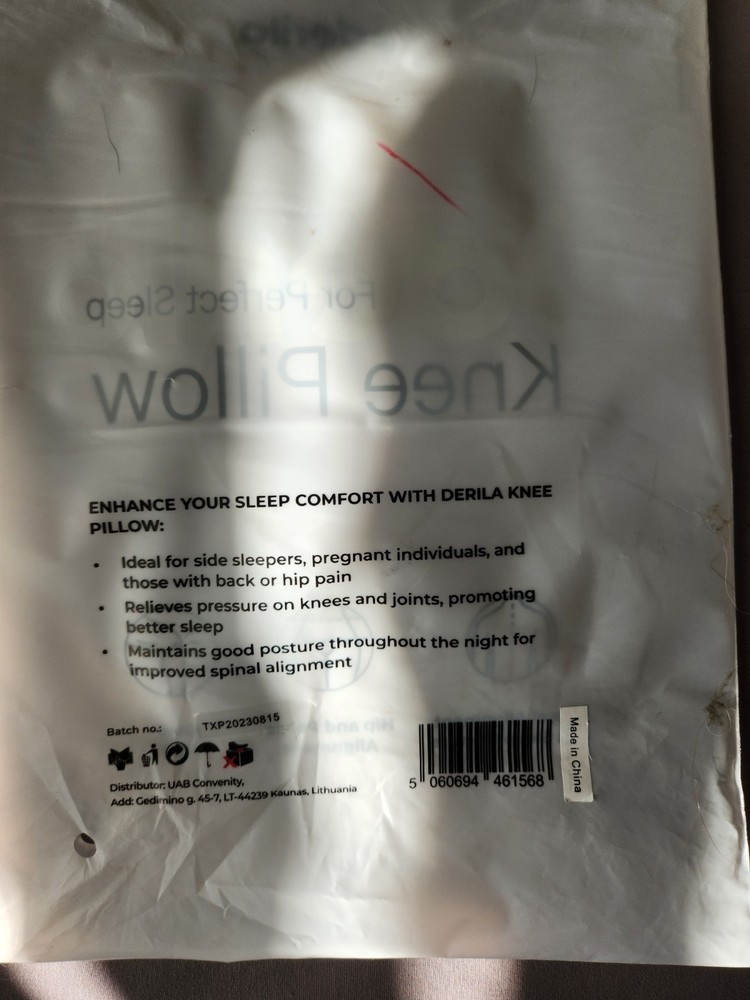 For Perfect Sleep
Knee Pillow
ENHANCE YOUR SLEEP COMFORT WITH DERILA KNEE
PILLOW:
• Ideal for side sleepers, pregnant individuals, and
those with back or hip pain
• Relieves pressure on knees and joints, promoting
better sleep
• Maintains good posture throughout the night for
improved spinal alignment
Batch no.: TXP20230815
Distributor: UAB Convenity,
Add: Gedimino g. 45-7, LT-44239 Kaunas, Lithuania
5 060694 461568
Made in China